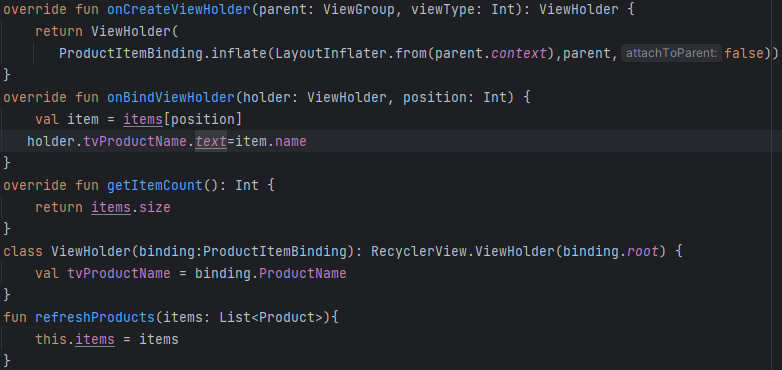 override fun onCreateViewHolder(parent: ViewGroup, viewType: Int): ViewHolder {
    return ViewHolder(
        ProductItemBinding.inflate(LayoutInflater.from(parent.context),parent, attachToParent: false))
}
override fun onBindViewHolder(holder: ViewHolder, position: Int) {
    val item = items[position]
   holder.tvProductName.text=item.name
}
override fun getItemCount(): Int {
    return items.size
}
class ViewHolder(binding:ProductItemBinding): RecyclerView.ViewHolder(binding.root) {
    val tvProductName = binding.ProductName
}
fun refreshProducts(items: List<Product>){
    this.items = items
}